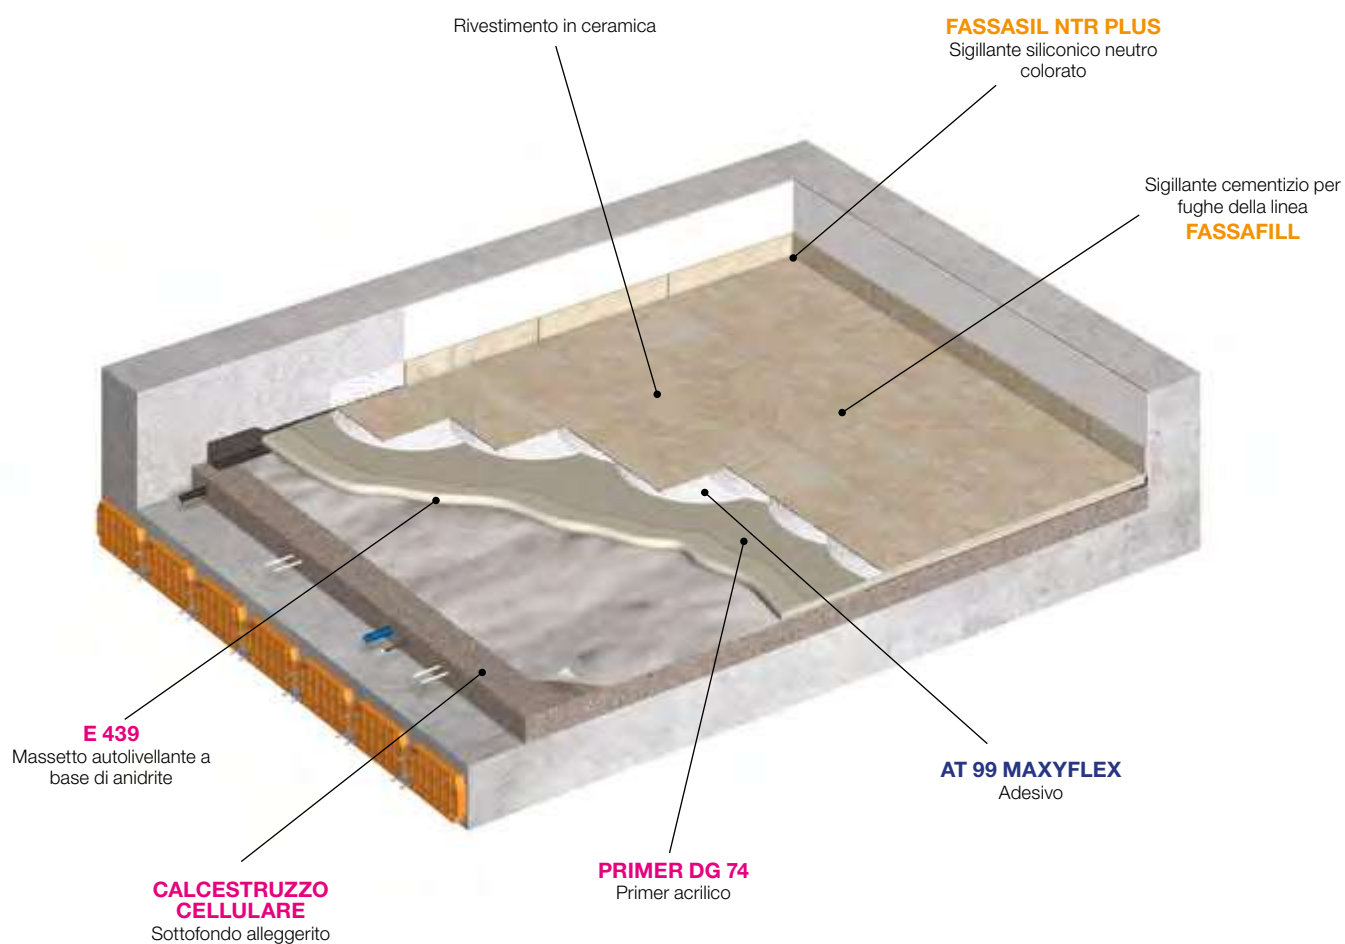 Rivestimento in ceramica
FASSASIL NTR PLUS
Sigillante siliconico neutro
colorato
Sigillante cementizio per
fughe della linea
FASSAFILL
E 439
Massetto autolivellante a
base di anidrite
AT 99 MAXYFLEX
Adesivo
PRIMER DG 74
Primer acrilico
CALCESTRUZZO
CELLULARE
Sottofondo alleggerito